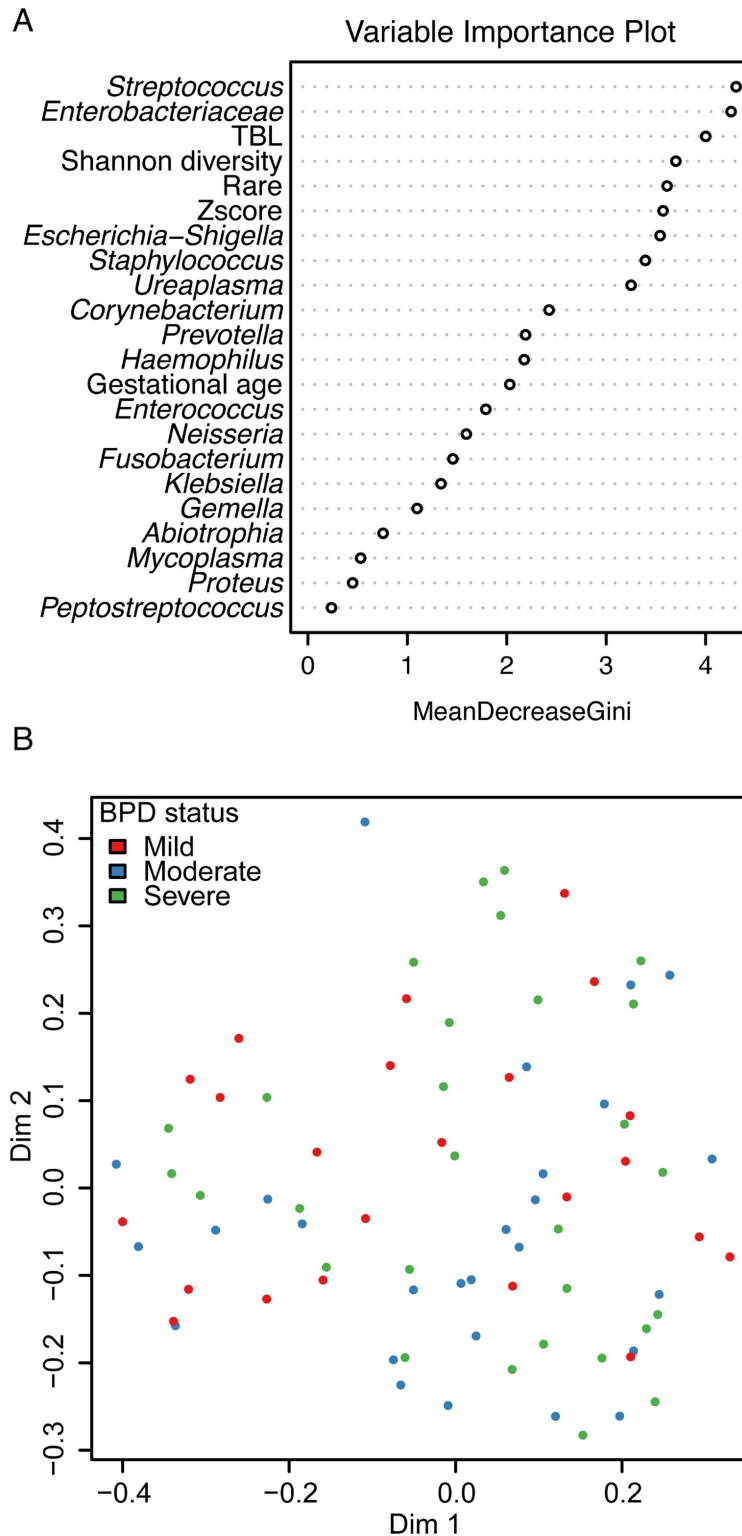 A
Variable Importance Plot
Streptococcus
Enterobacteriaceae
TBL
Shannon diversity
Rare
Zscore
Escherichia−Shigella
Staphylococcus
Ureaplasma
Corynebacterium
Prevotella
Haemophilus
Gestational age
Enterococcus
Neisseria
Fusobacterium
Klebsiella
Gemella
Abiotrophia
Mycoplasma
Proteus
Peptostreptococcus
0 1 2 3 4
MeanDecreaseGini
B
BPD status
Mild
Moderate
Severe
0.4
0.3
0.2
0.1
0.0
−0.1
−0.2
−0.3
Dim 2
−0.4 −0.2 0.0 0.2
Dim 1